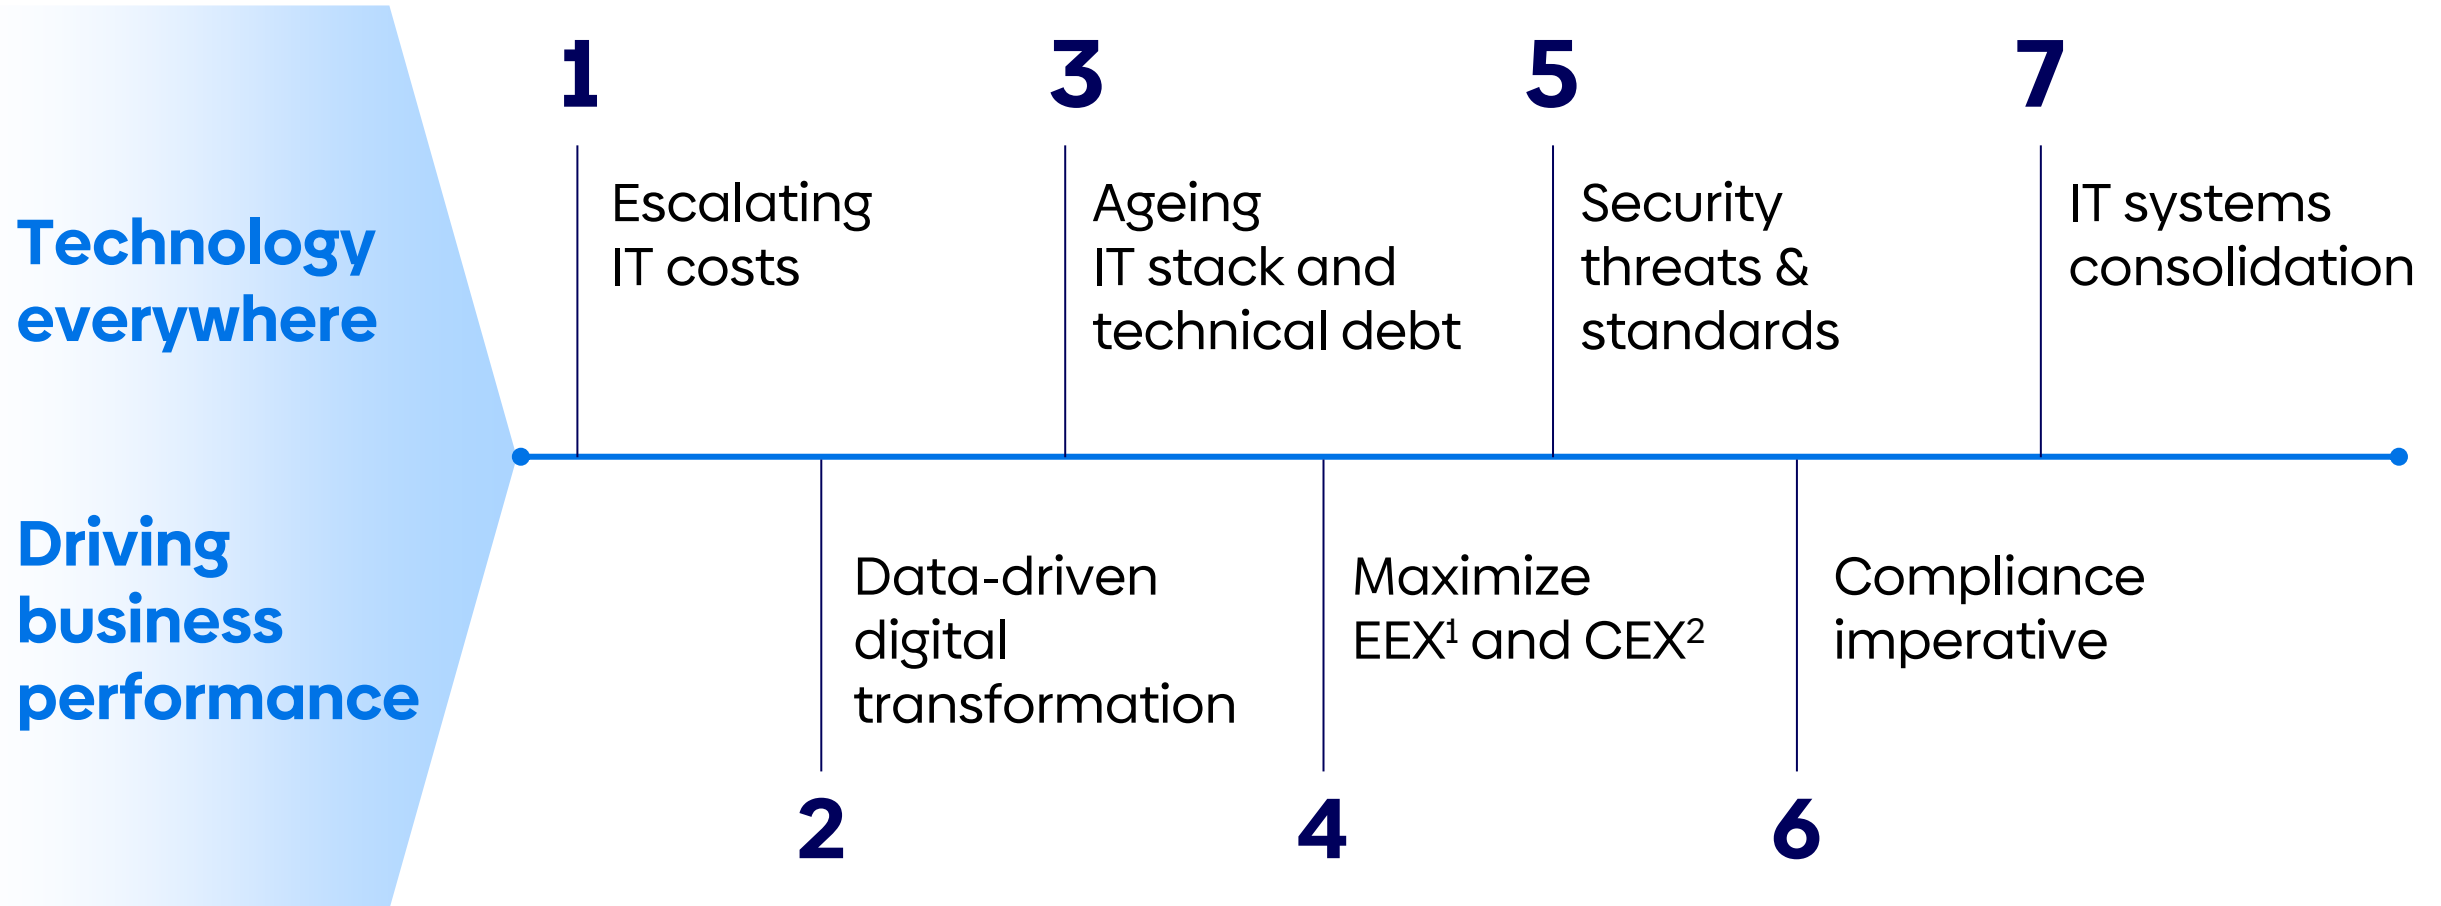 Technology
everywhere
Driving
business
performance
1
Escalating
IT costs
2
Data-driven
digital
transformation
3
Ageing
IT stack and
technical debt
4
Maximize
EEX¹ and CEX²
5
Security
threats &
standards
6
Compliance
imperative
7
IT systems
consolidation